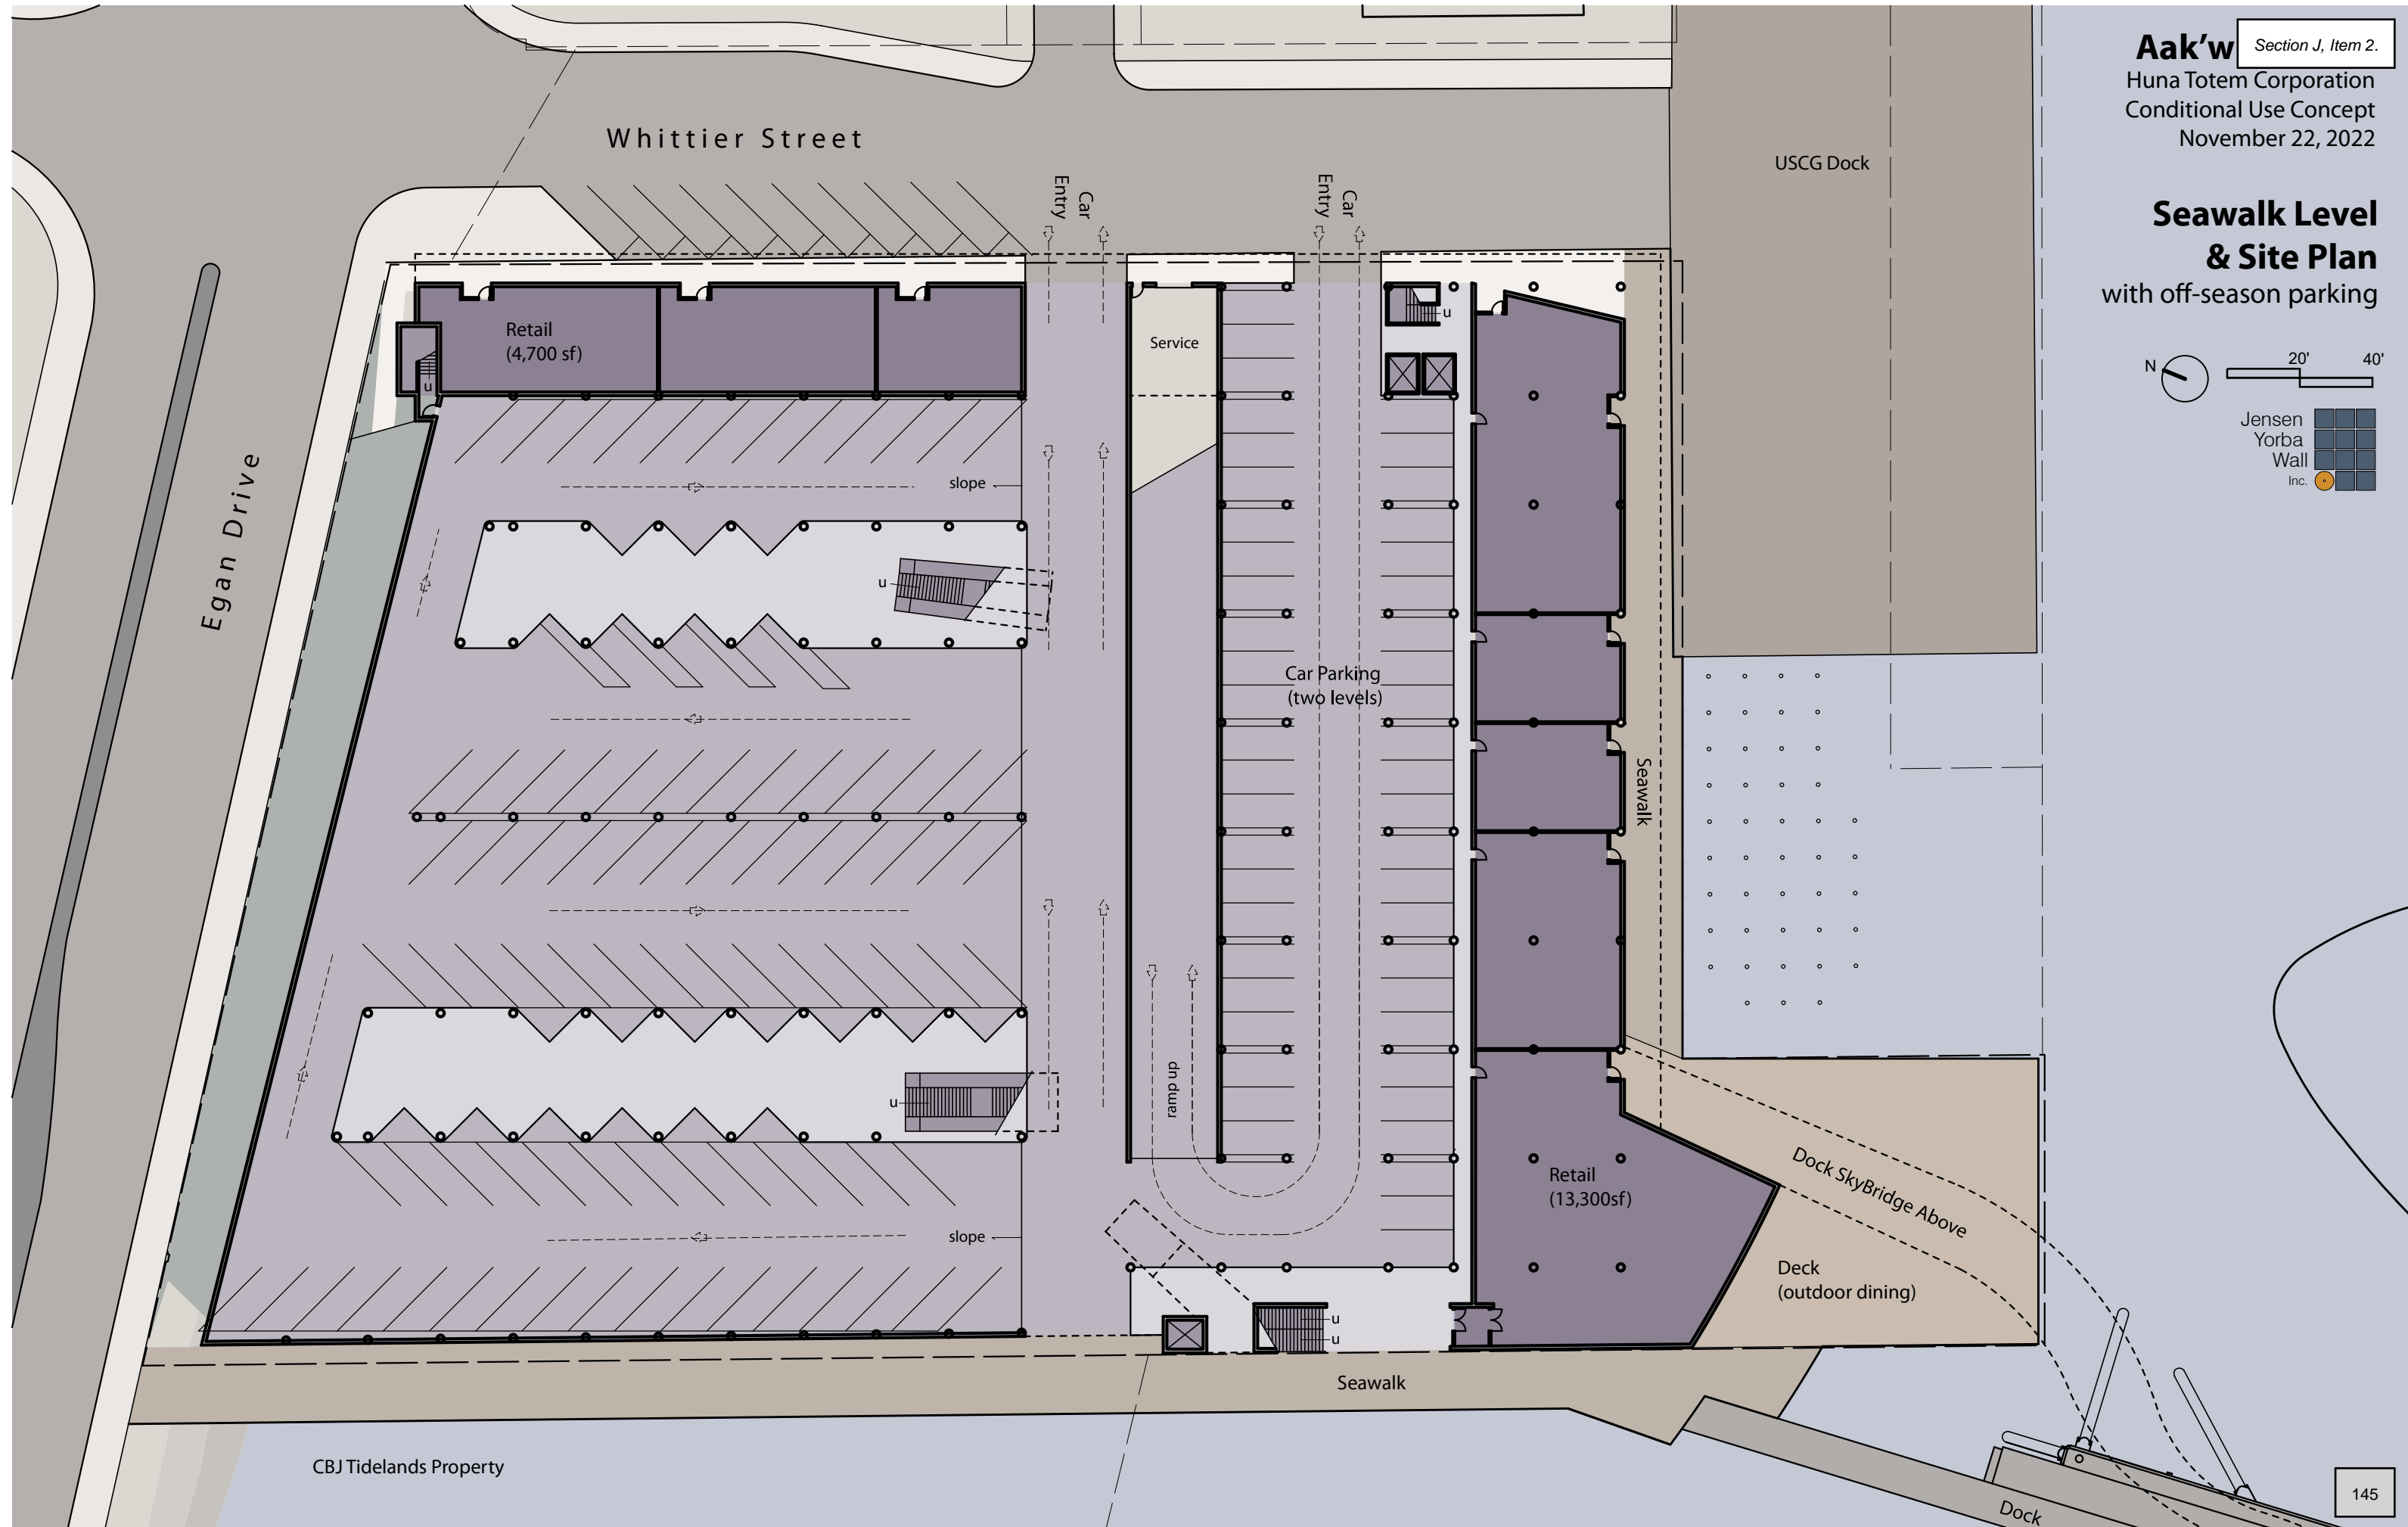 Aak’w
Section J, Item 2.
Huna Totem Corporation
Conditional Use Concept
November 22, 2022
Seawalk Level
& Site Plan
with off-season parking
N
20'
40'
Jensen
Yorba
Wall
Inc.
Whittier Street
USCG Dock
Car
Entry
Car
Entry
Egan Drive
Retail
(4,700 sf)
u
Service
u
slope
u
Car Parking
(two levels)
Seawalk
u
ramp up
slope
Retail
(13,300sf)
Dock SkyBridge Above
Deck
(outdoor dining)
u
u
Seawalk
CBJ Tidelands Property
Dock
145